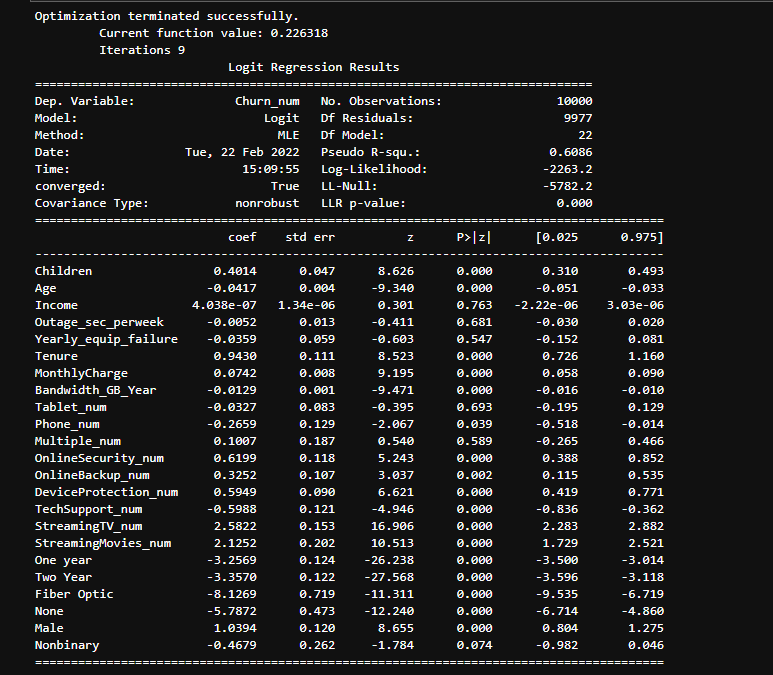 Optimization terminated successfully.
         Current function value: 0.226318
         Iterations 9
                           Logit Regression Results
==============================================================================
Dep. Variable:              Churn_num   No. Observations:                10000
Model:                          Logit   Df Residuals:                     9977
Method:                           MLE   Df Model:                           22
Date:                Tue, 22 Feb 2022   Pseudo R-squ.:                  0.6086
Time:                        15:09:55   Log-Likelihood:                -2263.2
converged:                       True   LL-Null:                       -5782.2
Covariance Type:            nonrobust   LLR p-value:                     0.000
========================================================================================
                           coef    std err          z      P>|z|      [0.025      0.975]
----------------------------------------------------------------------------------------
Children                 0.4014      0.047      8.626      0.000       0.310       0.493
Age                     -0.0417      0.004     -9.340      0.000      -0.051      -0.033
Income                4.038e-07   1.34e-06      0.301      0.763   -2.22e-06    3.03e-06
Outage_sec_perweek      -0.0052      0.013     -0.411      0.681      -0.030       0.020
Yearly_equip_failure    -0.0359      0.059     -0.603      0.547      -0.152       0.081
Tenure                   0.9430      0.111      8.523      0.000       0.726       1.160
MonthlyCharge            0.0742      0.008      9.195      0.000       0.058       0.090
Bandwidth_GB_Year       -0.0129      0.001     -9.471      0.000      -0.016      -0.010
Tablet_num              -0.0327      0.083     -0.395      0.693      -0.195       0.129
Phone_num               -0.2659      0.129     -2.067      0.039      -0.518      -0.014
Multiple_num             0.1007      0.187      0.540      0.589      -0.265       0.466
OnlineSecurity_num       0.6199      0.118      5.243      0.000       0.388       0.852
OnlineBackup_num         0.3252      0.107      3.037      0.002       0.115       0.535
DeviceProtection_num     0.5949      0.090      6.621      0.000       0.419       0.771
TechSupport_num         -0.5988      0.121     -4.946      0.000      -0.836      -0.362
StreamingTV_num          2.5822      0.153     16.906      0.000       2.283       2.882
StreamingMovies_num      2.1252      0.202     10.513      0.000       1.729       2.521
One year                -3.2569      0.124    -26.238      0.000      -3.500      -3.014
Two Year                -3.3570      0.122    -27.568      0.000      -3.596      -3.118
Fiber Optic             -8.1269      0.719    -11.311      0.000      -9.535      -6.719
None                    -5.7872      0.473    -12.240      0.000      -6.714      -4.860
Male                     1.0394      0.120      8.655      0.000       0.804       1.275
Nonbinary               -0.4679      0.262     -1.784      0.074      -0.982       0.046
========================================================================================